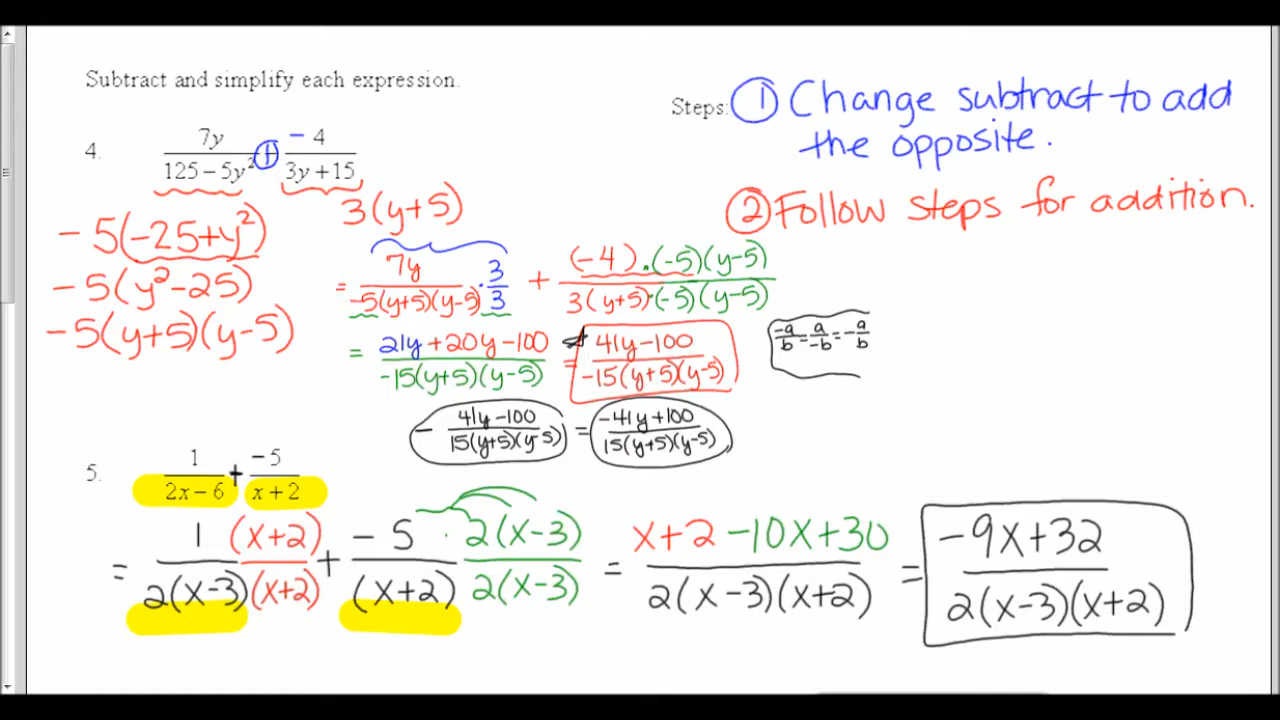 Subtract and simplify each expression.
Steps: ① Change subtract to add
the opposite.
② Follow steps for addition.
4. 7y/(125 – 5y²) + –4/(3y + 15)
–5(–25+y²)
3(y+5)
–5(y²–25)
–5(y+5)(y–5)
= 7y/(–5(y+5)(y–5)) · 3/3 + (–4)·(–5)(y–5)/(3(y+5)·(–5)(y–5))
= (21y+20y–100)/(–15(y+5)(y–5)) = (41y–100)/(–15(y+5)(y–5))
–a/b = a/–b = –a/b
– (41y–100)/(15(y+5)(y–5)) = (–41y+100)/(15(y+5)(y–5))
5. 1/(2x – 6) + –5/(x + 2)
= 1(x+2)/(2(x–3)(x+2)) + –5 · 2(x–3)/((x+2) 2(x–3)) = (x+2–10x+30)/(2(x–3)(x+2)) = (–9x+32)/(2(x–3)(x+2))